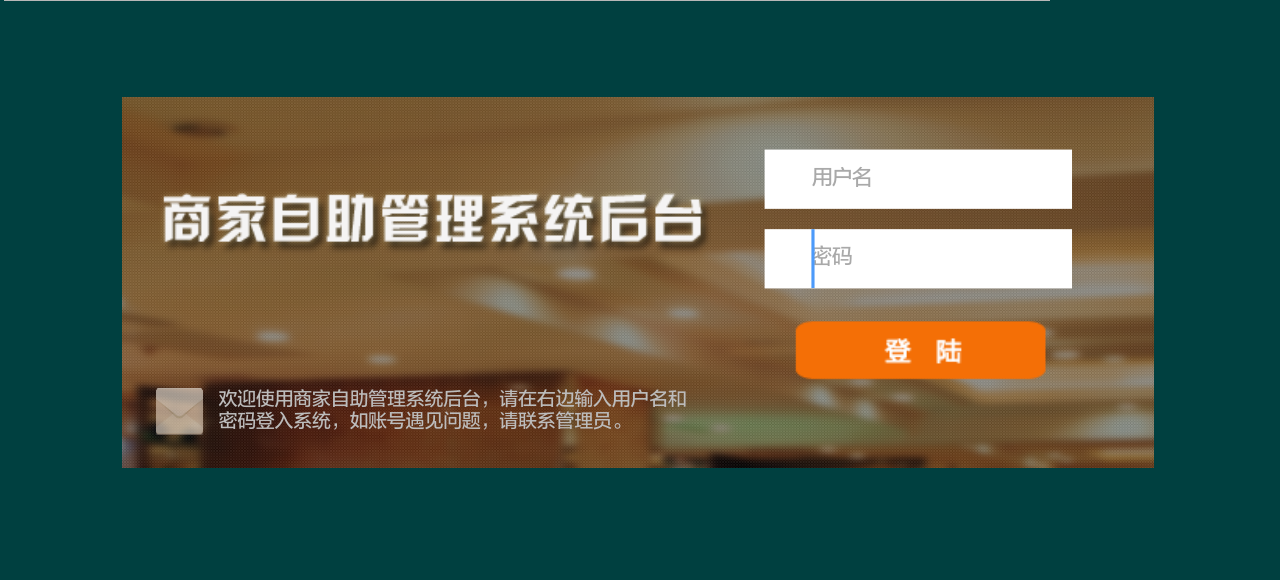 商家自助管理系统后台
用户名
密码
登 陆
欢迎使用商家自助管理系统后台，请在右边输入用户名和
密码登入系统，如账号遇见问题，请联系管理员。